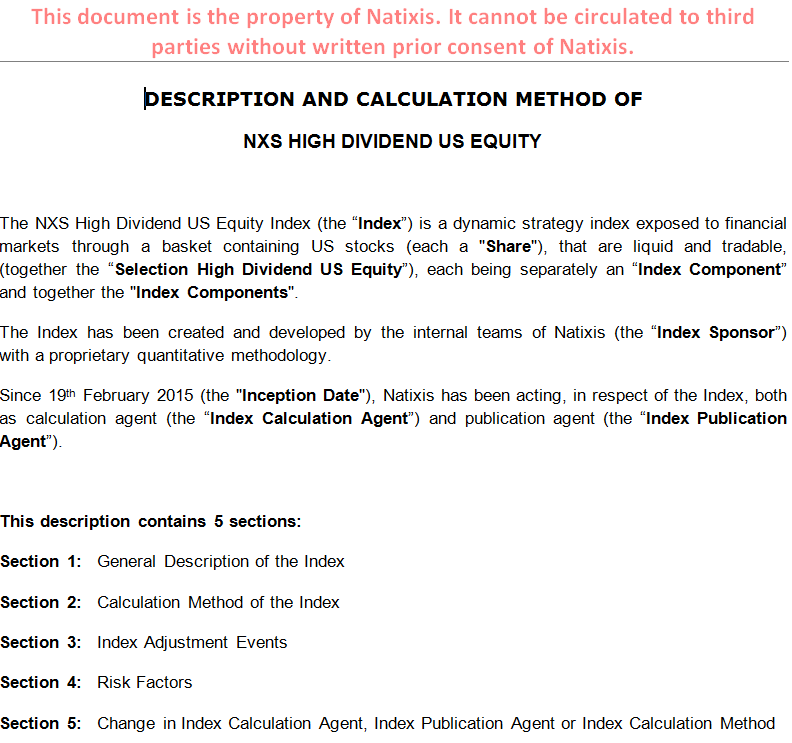 This document is the property of Natixis. It cannot be circulated to third
parties without written prior consent of Natixis.
DESCRIPTION AND CALCULATION METHOD OF
NXS HIGH DIVIDEND US EQUITY
The NXS High Dividend US Equity Index (the “Index”) is a dynamic strategy index exposed to financial
markets through a basket containing US stocks (each a "Share"), that are liquid and tradable,
(together the “Selection High Dividend US Equity”), each being separately an “Index Component”
and together the "Index Components".
The Index has been created and developed by the internal teams of Natixis (the “Index Sponsor”)
with a proprietary quantitative methodology.
Since 19th February 2015 (the "Inception Date"), Natixis has been acting, in respect of the Index, both
as calculation agent (the “Index Calculation Agent”) and publication agent (the “Index Publication
Agent”).
This description contains 5 sections:
Section 1: General Description of the Index
Section 2: Calculation Method of the Index
Section 3: Index Adjustment Events
Section 4: Risk Factors
Section 5: Change in Index Calculation Agent, Index Publication Agent or Index Calculation Method